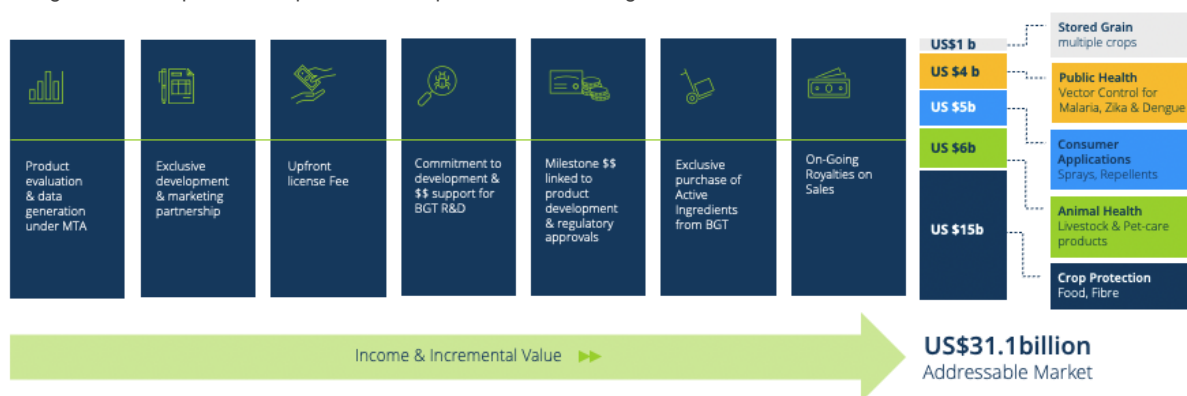 Product
evaluation
& data
generation
under MTA
Exclusive
development
& marketing
partnership
Upfront
license Fee
Commitment to
development &
$$ support for
BGT R&D
Milestone $$
linked to
product
development
& regulatory
approvals
Exclusive
purchase of
Active
Ingredients
from BGT
On-Going
Royalties on
Sales
US$1 b
US $4 b
US $5b
US $6b
US $15b
Stored Grain
multiple crops
Public Health
Vector Control for
Malaria, Zika & Dengue
Consumer
Applications
Sprays, Repellents
Animal Health
Livestock & Pet-care
products
Crop Protection
Food, Fibre
Income & Incremental Value
US$31.1billion
Addressable Market